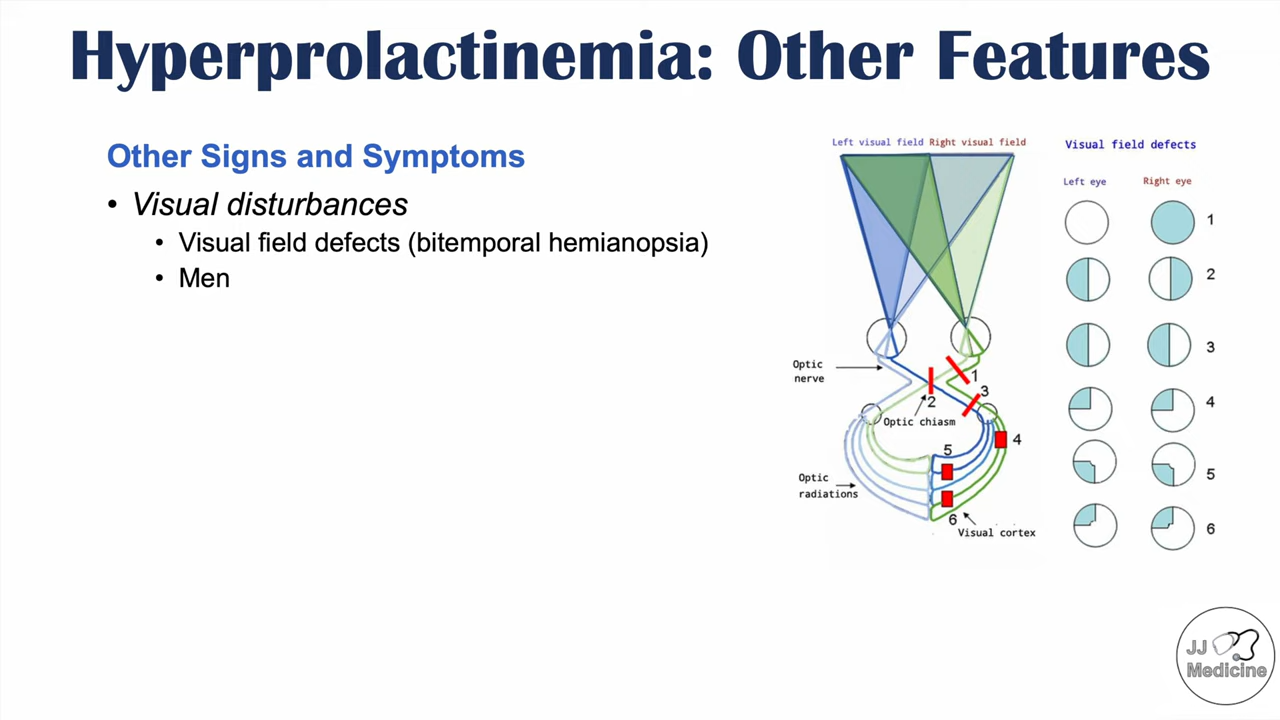 Hyperprolactinemia: Other Features
Other Signs and Symptoms
• Visual disturbances
• Visual field defects (bitemporal hemianopsia)
• Men
Left visual field Right visual field
Optic
nerve
1
2
3
Optic chiasm
4
5
Optic
radiations
6
Visual cortex
Visual field defects
Left eye Right eye
1
2
3
4
5
6
JJ
Medicine